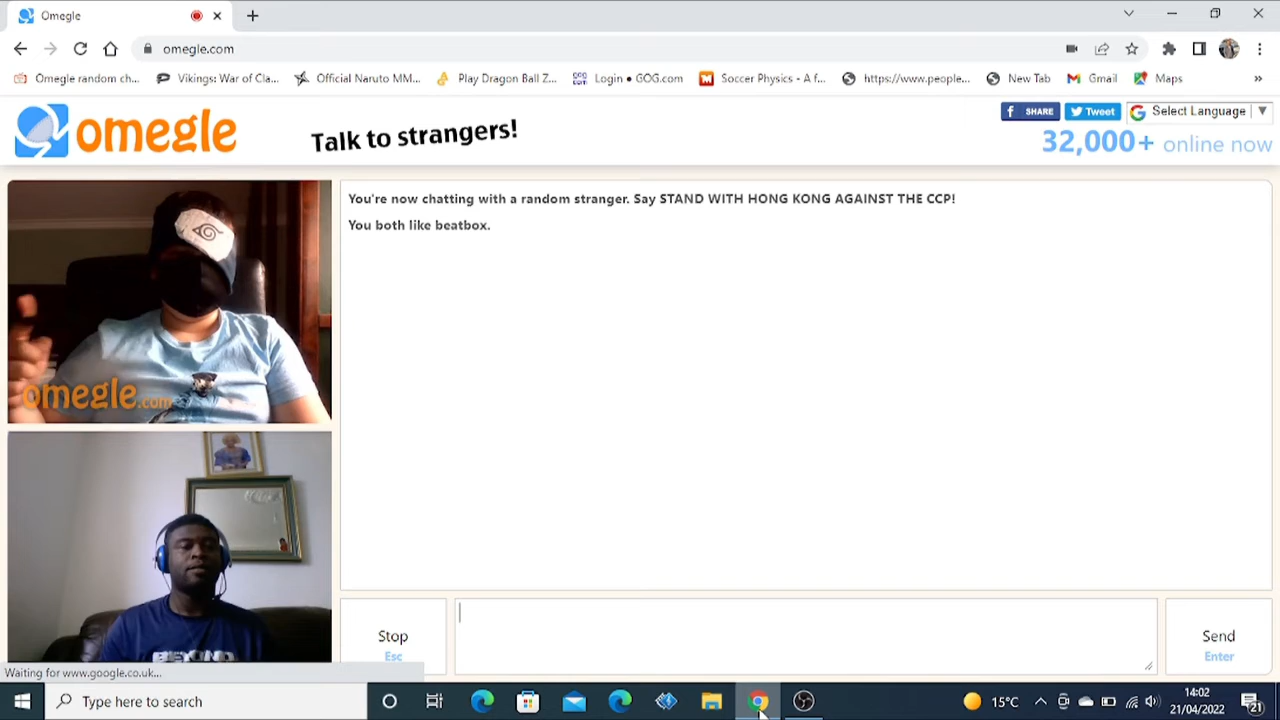 Omegle
omegle.com
Omegle random ch...
Vikings: War of Cla...
Official Naruto MM...
Play Dragon Ball Z...
Login • GOG.com
Soccer Physics - A f...
https://www.people...
New Tab
Gmail
Maps
»
omegle
Talk to strangers!
f SHARE
Tweet
G Select Language ▼
32,000+ online now
You're now chatting with a random stranger. Say STAND WITH HONG KONG AGAINST THE CCP!
You both like beatbox.
omegle.com
BEYOND
Stop
Esc
Send
Enter
Waiting for www.google.co.uk...
Type here to search
15°C
14:02
21/04/2022
21